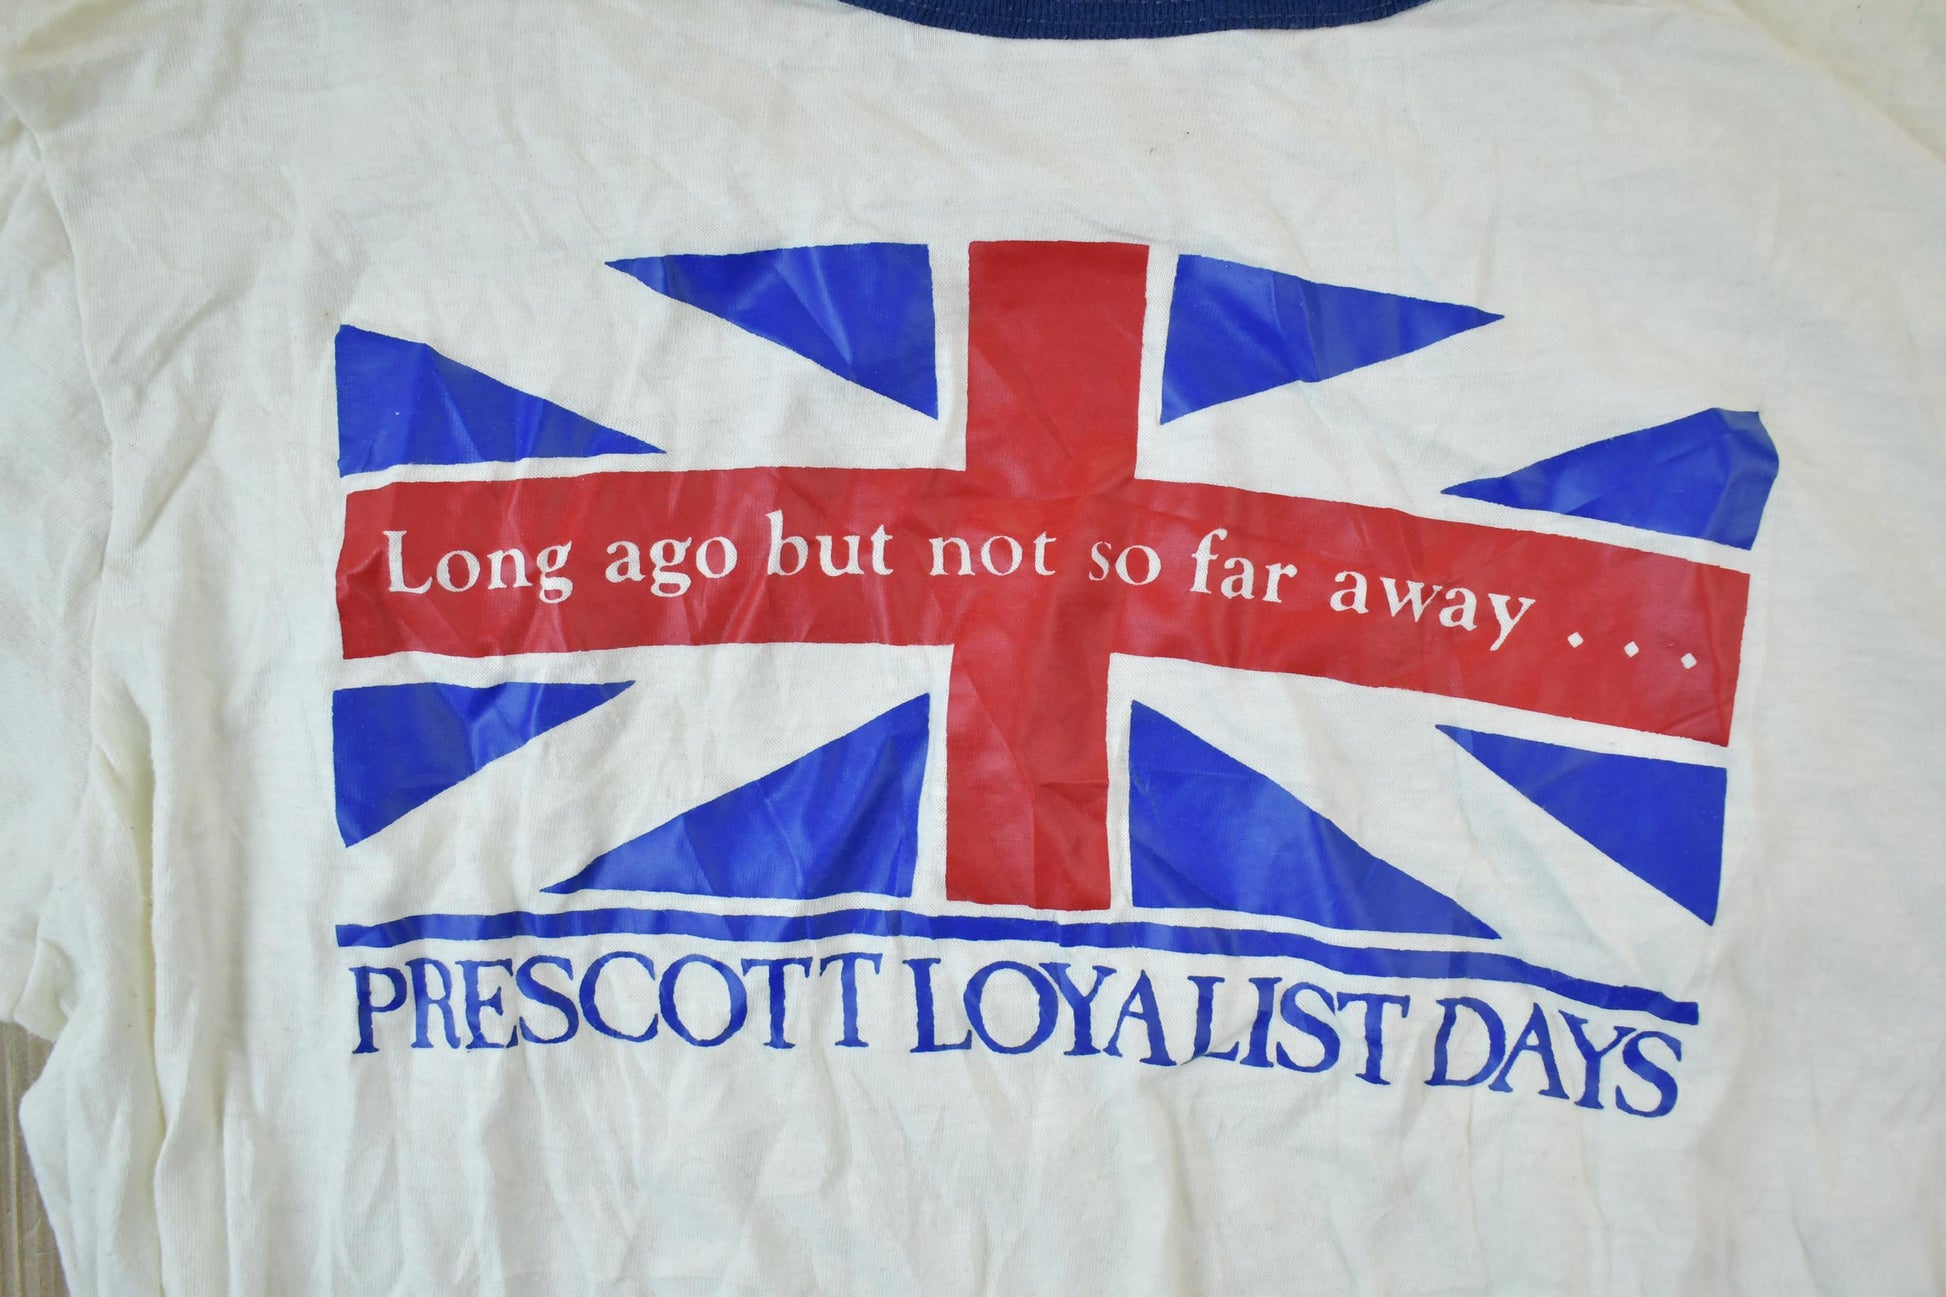 Long ago but not so far away . . .
PRESCOTT LOYALIST DAYS